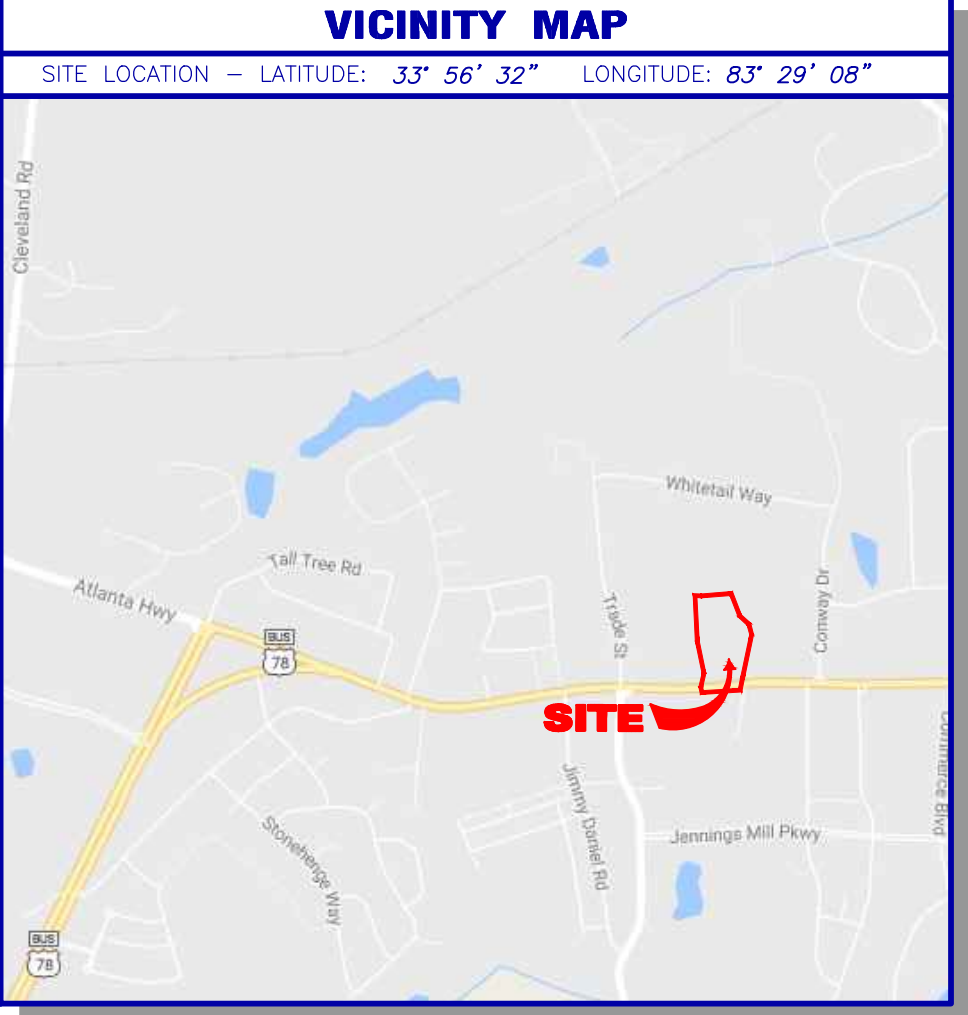 VICINITY MAP
SITE LOCATION – LATITUDE: 33° 56' 32" LONGITUDE: 83° 29' 08"
Cleveland Rd
Whitetail Way
Tall Tree Rd
Atlanta Hwy
Trade St
Conway Dr
BUS
78
SITE
Commerce Blvd
Jimmy Daniel Rd
Jennings Mill Pkwy
Stonehenge Way
BUS
78